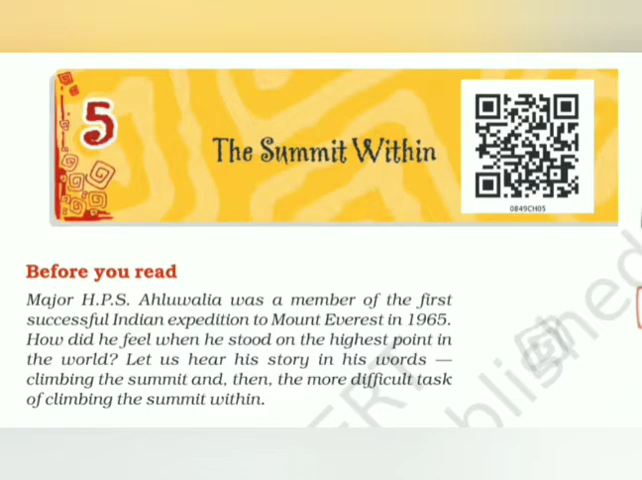 5
The Summit Within
0849CH05
Before you read
Major H.P.S. Ahluwalia was a member of the first
successful Indian expedition to Mount Everest in 1965.
How did he feel when he stood on the highest point in
the world? Let us hear his story in his words —
climbing the summit and, then, the more difficult task
of climbing the summit within.